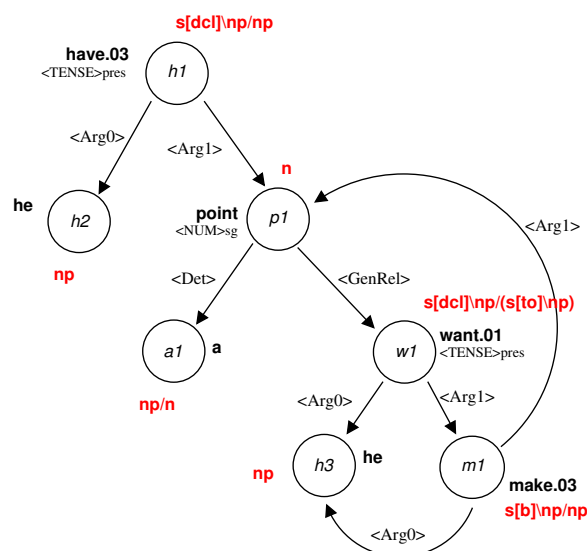 s[dcl]\np/np
have.03
<TENSE>pres
h1
<Arg0>
<Arg1>
n
he
h2
point
<NUM>sg
p1
<Arg1>
np
<Det>
<GenRel>
s[dcl]\np/(s[to]\np)
a1
a
w1
want.01
<TENSE>pres
np/n
<Arg0>
<Arg1>
np
h3
he
m1
make.03
s[b]\np/np
<Arg0>